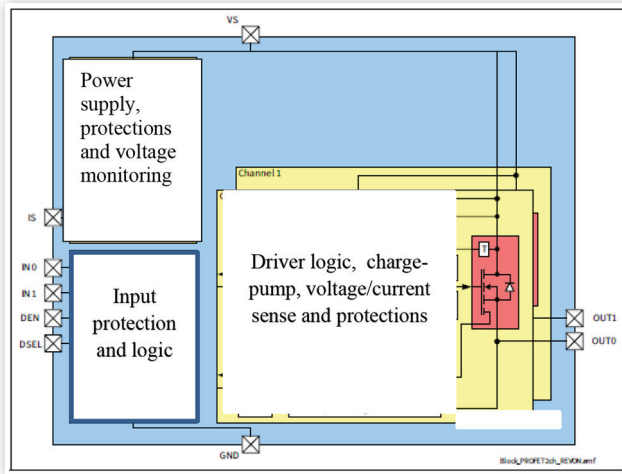 VS
Power
supply,
protections
and voltage
monitoring
Channel 1
IS
T
IN0
IN1
DEN
DSEL
Input
protection
and logic
Driver logic, charge-
pump, voltage/current
sense and protections
OUT1
OUT0
GND
Block_PROFET2ch_REVON.emf